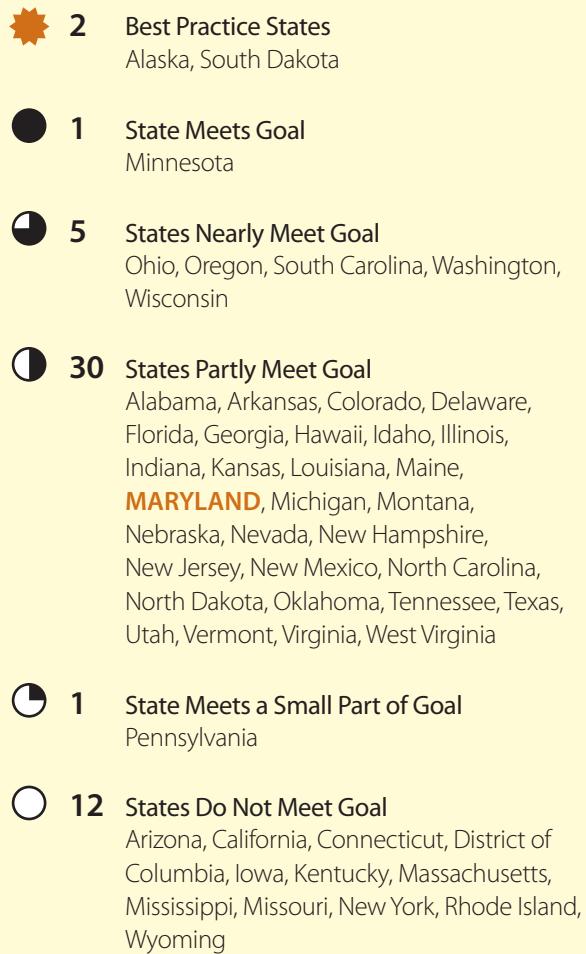 2 Best Practice States
Alaska, South Dakota
1 State Meets Goal
Minnesota
5 States Nearly Meet Goal
Ohio, Oregon, South Carolina, Washington,
Wisconsin
30 States Partly Meet Goal
Alabama, Arkansas, Colorado, Delaware,
Florida, Georgia, Hawaii, Idaho, Illinois,
Indiana, Kansas, Louisiana, Maine,
MARYLAND, Michigan, Montana,
Nebraska, Nevada, New Hampshire,
New Jersey, New Mexico, North Carolina,
North Dakota, Oklahoma, Tennessee, Texas,
Utah, Vermont, Virginia, West Virginia
1 State Meets a Small Part of Goal
Pennsylvania
12 States Do Not Meet Goal
Arizona, California, Connecticut, District of
Columbia, Iowa, Kentucky, Massachusetts,
Mississippi, Missouri, New York, Rhode Island,
Wyoming